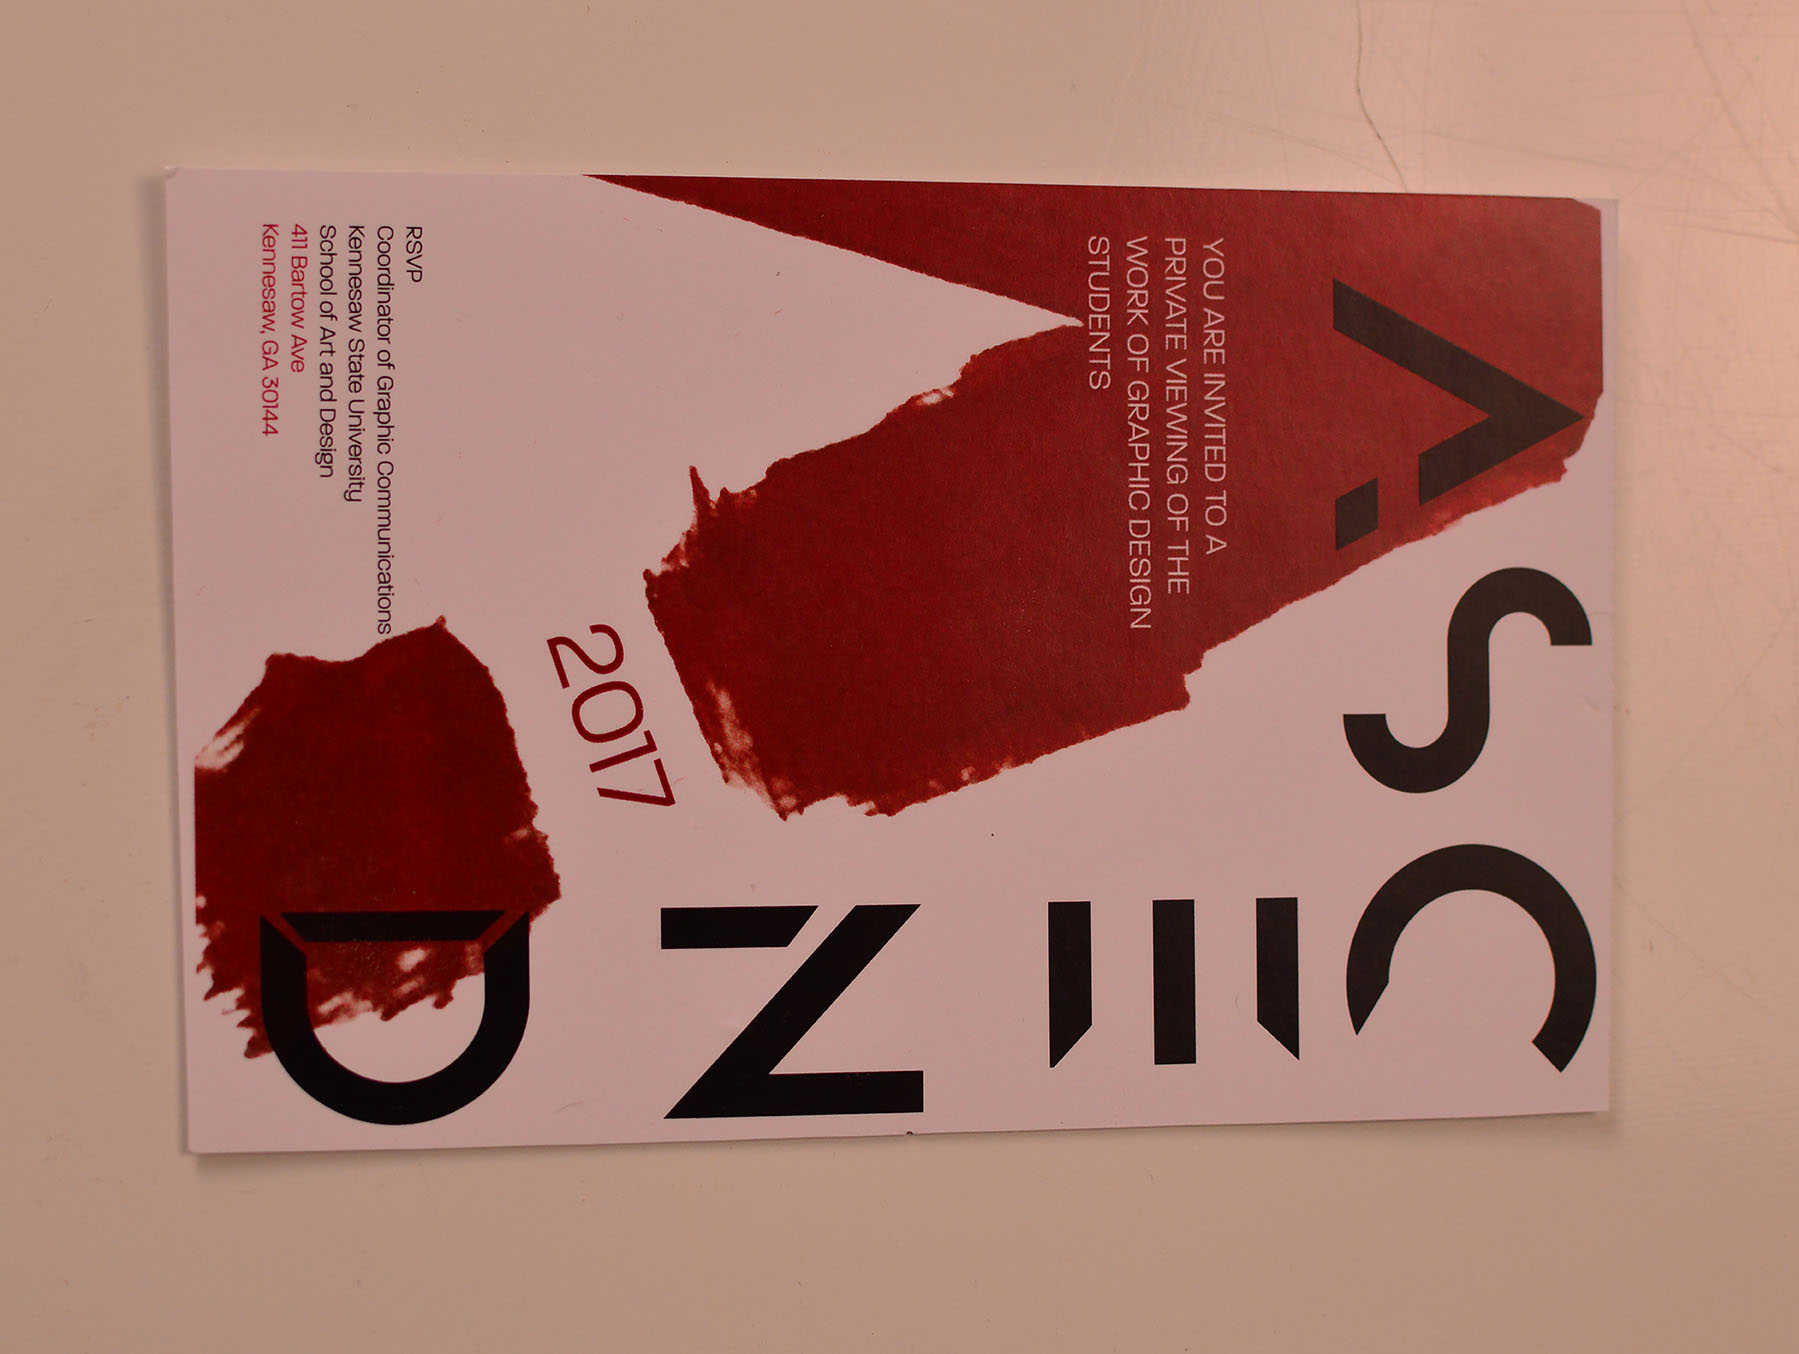 ASCEND
YOU ARE INVITED TO A
PRIVATE VIEWING OF THE
WORK OF GRAPHIC DESIGN
STUDENTS
2017
RSVP
Coordinator of Graphic Communications
Kennesaw State University
School of Art and Design
411 Bartow Ave
Kennesaw, GA 30144